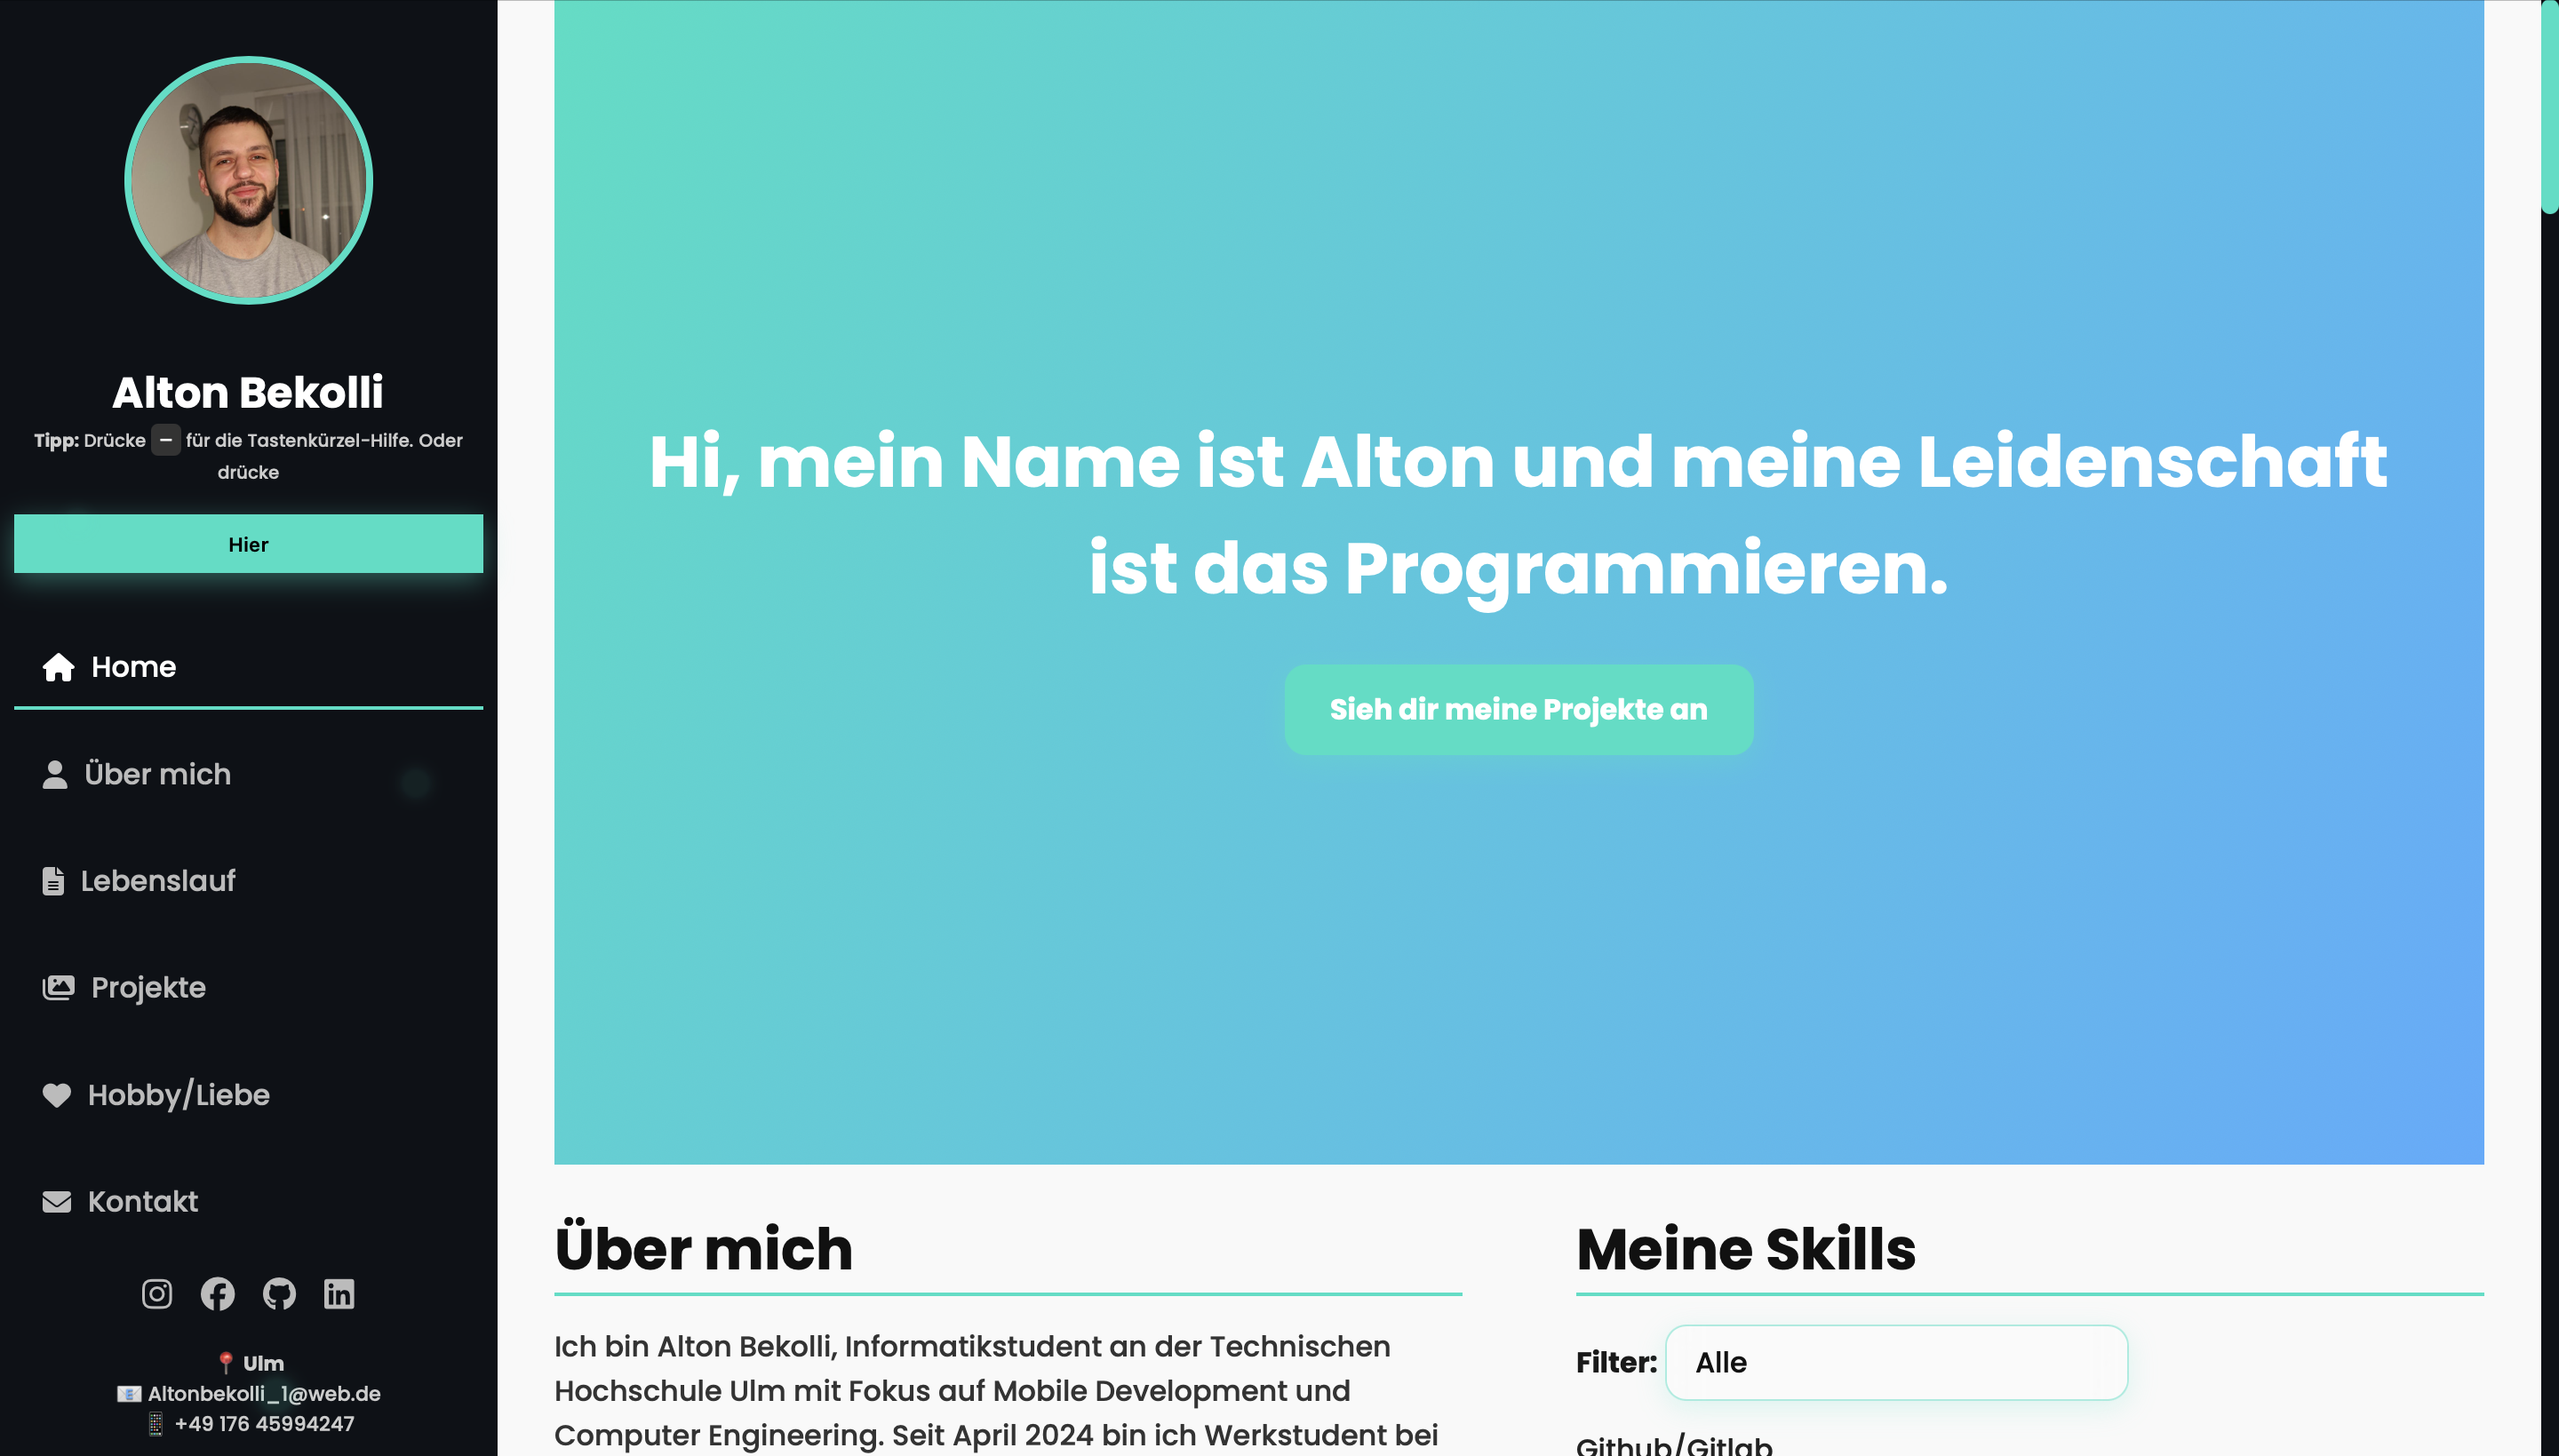 Alton Bekolli
Tipp: Drücke - für die Tastenkürzel-Hilfe. Oder
drücke
Hier
Home
Über mich
Lebenslauf
Projekte
Hobby/Liebe
Kontakt
📍 Ulm
📧 Altonbekolli_1@web.de
📱 +49 176 45994247
Hi, mein Name ist Alton und meine Leidenschaft
ist das Programmieren.
Sieh dir meine Projekte an
Über mich
Ich bin Alton Bekolli, Informatikstudent an der Technischen
Hochschule Ulm mit Fokus auf Mobile Development und
Computer Engineering. Seit April 2024 bin ich Werkstudent bei
Meine Skills
Filter: Alle
Github/Gitlab